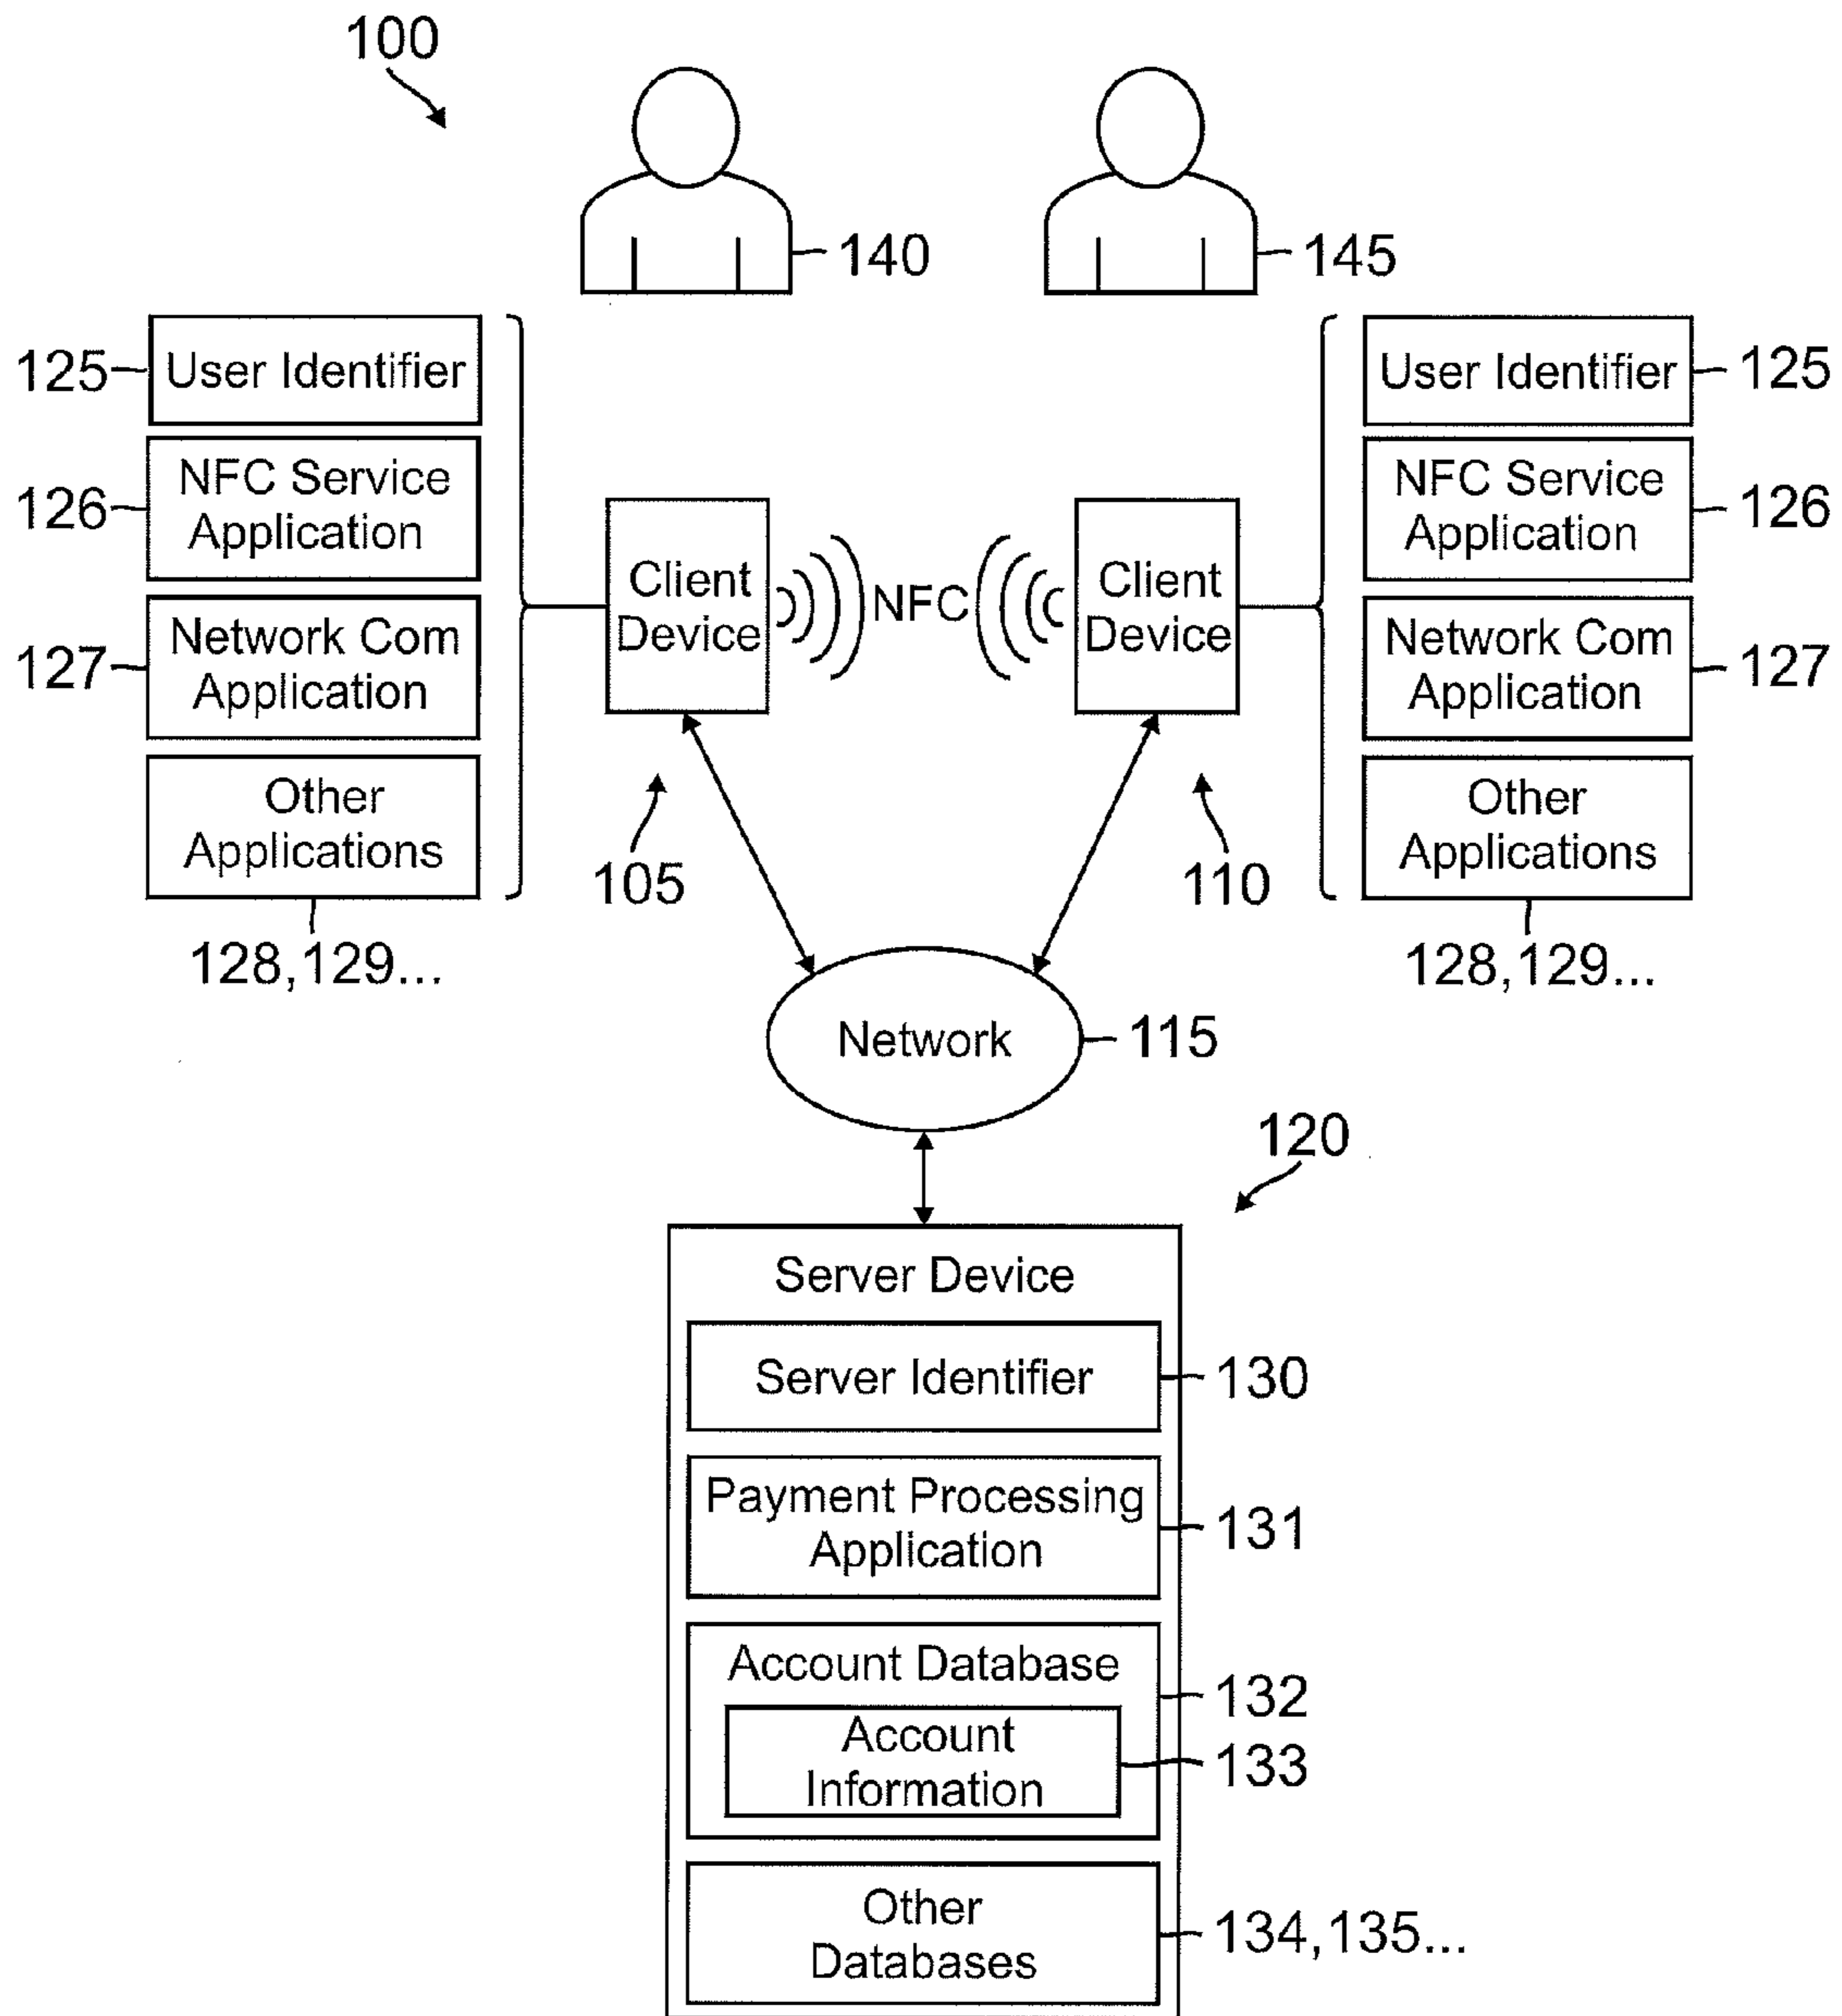 100
140
145
125
User Identifier
User Identifier
125
126
NFC Service
Application
NFC Service
Application
126
Client
Device
NFC
Client
Device
127
Network Com
Application
Network Com
Application
127
Other
Applications
Other
Applications
105
110
128,129...
128,129...
Network
115
120
Server Device
Server Identifier
130
Payment Processing
Application
131
Account Database
132
Account
Information
133
Other
Databases
134,135...